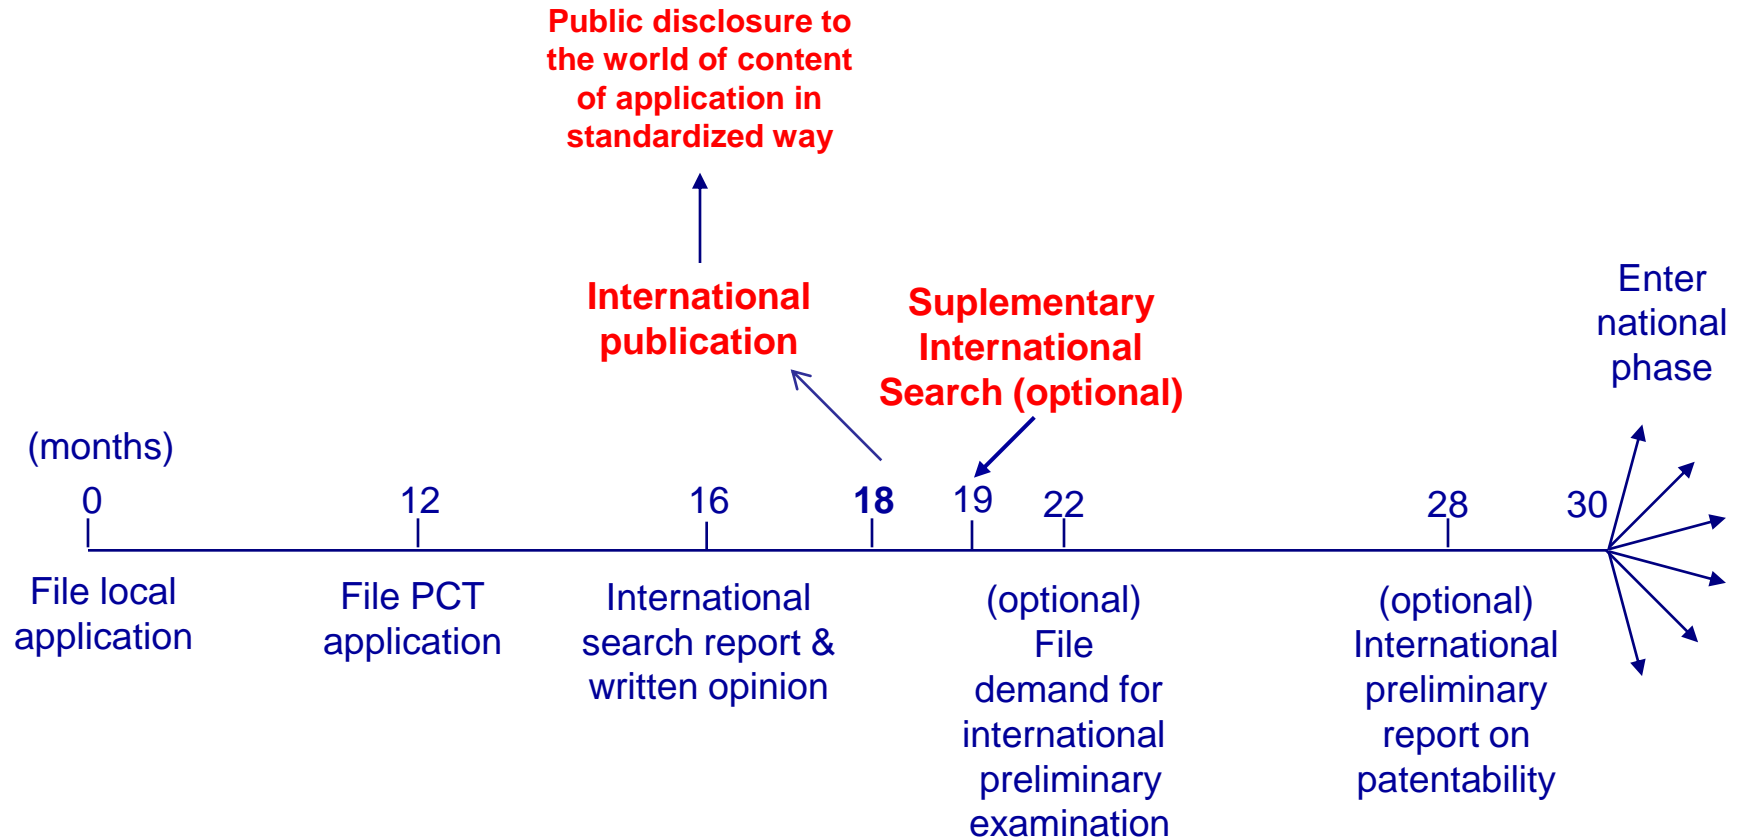 Public disclosure to
the world of content
of application in
standardized way
International
publication
Suplementary
International
Search (optional)
Enter
national
phase
(months)
0
12
16
18
19
22
28
30
File local
application
File PCT
application
International
search report &
written opinion
(optional)
File
demand for
international
preliminary
examination
(optional)
International
preliminary
report on
patentability